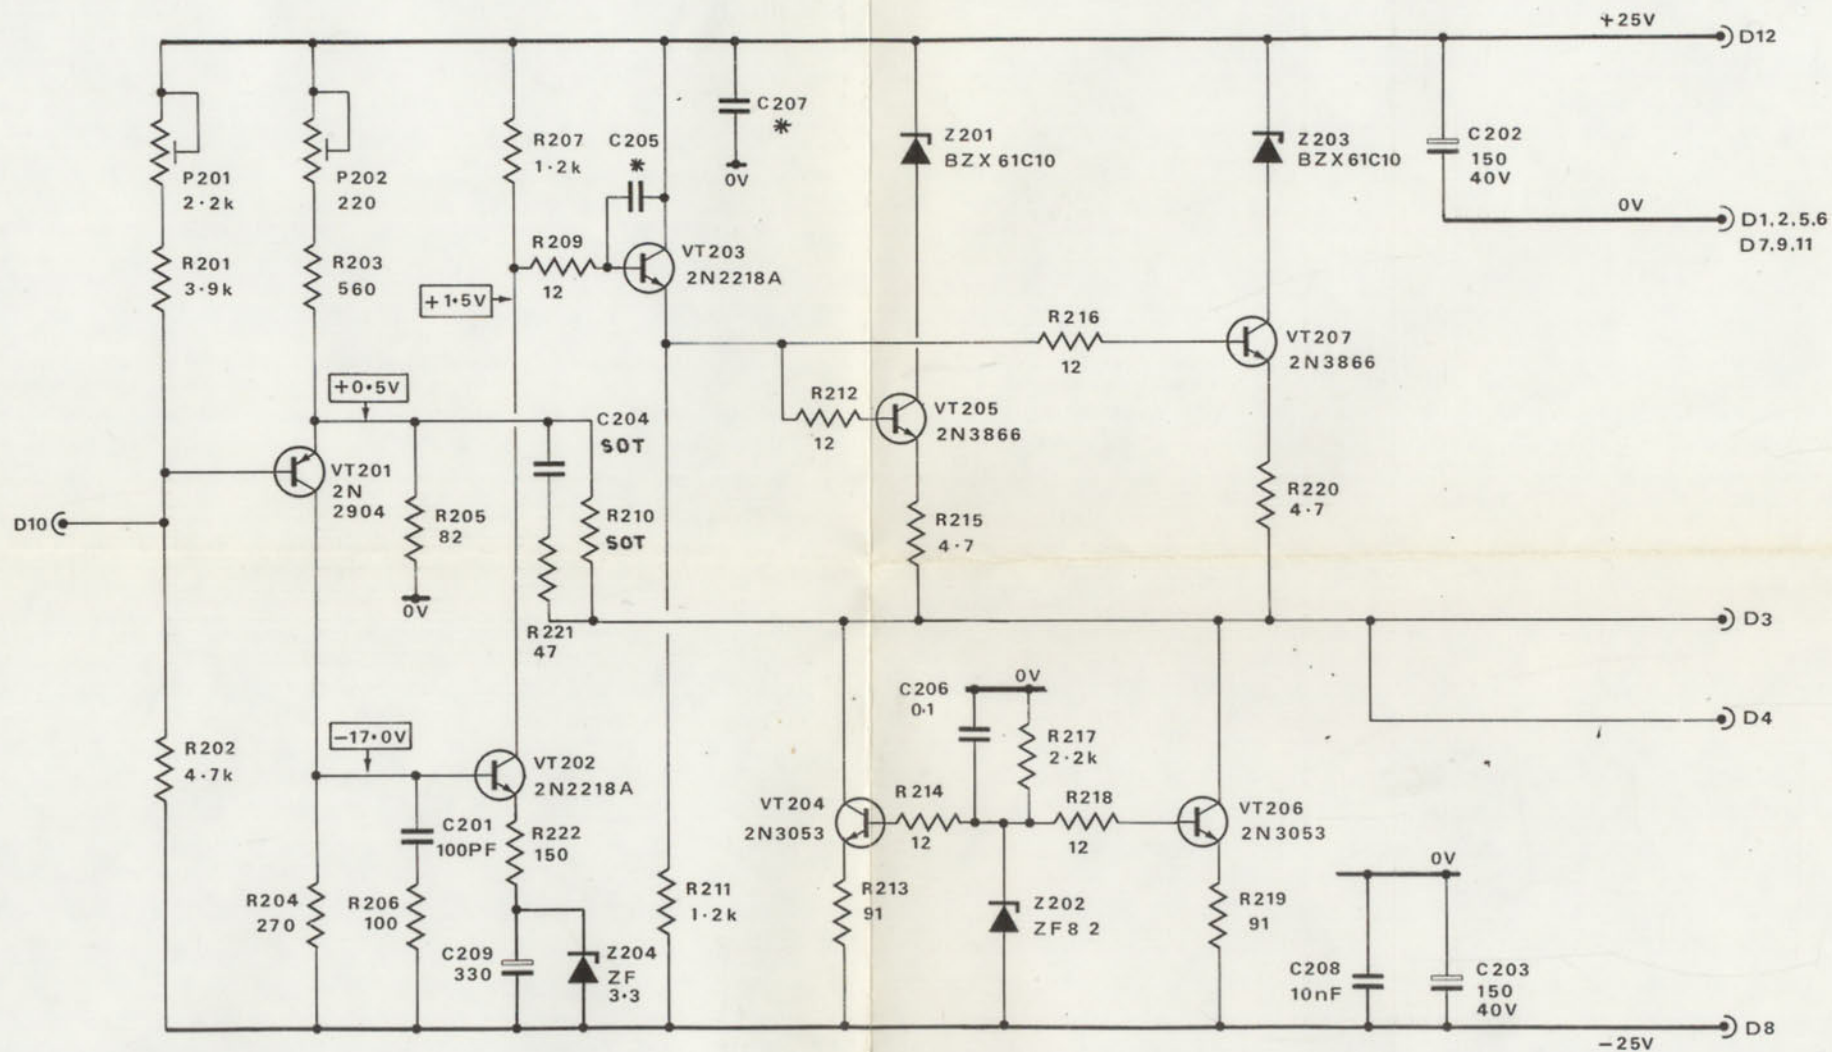 +25V
D12
P201
2·2k
P202
220
R207
1·2k
C205
*
C207
*
0V
Z201
BZX 61C10
Z203
BZX 61C10
C202
150
40V
0V
D1,2,5,6
D7,9,11
R201
3·9k
R203
560
R209
12
VT203
2N2218A
+1·5V
R216
12
VT207
2N3866
+0·5V
C204
SOT
R212
12
VT205
2N3866
VT201
2N
2904
D10
R205
82
0V
R210
SOT
R215
4·7
R220
4·7
R221
47
D3
D4
C206
0·1
0V
R217
2·2k
-17·0V
R202
4·7k
VT202
2N2218A
VT204
2N3053
R214
12
R218
12
VT206
2N3053
C201
100PF
R222
150
R204
270
R206
100
R211
1·2k
R213
91
Z202
ZF8 2
R219
91
0V
C209
330
Z204
ZF
3·3
C208
10nF
C203
150
40V
D8
-25V